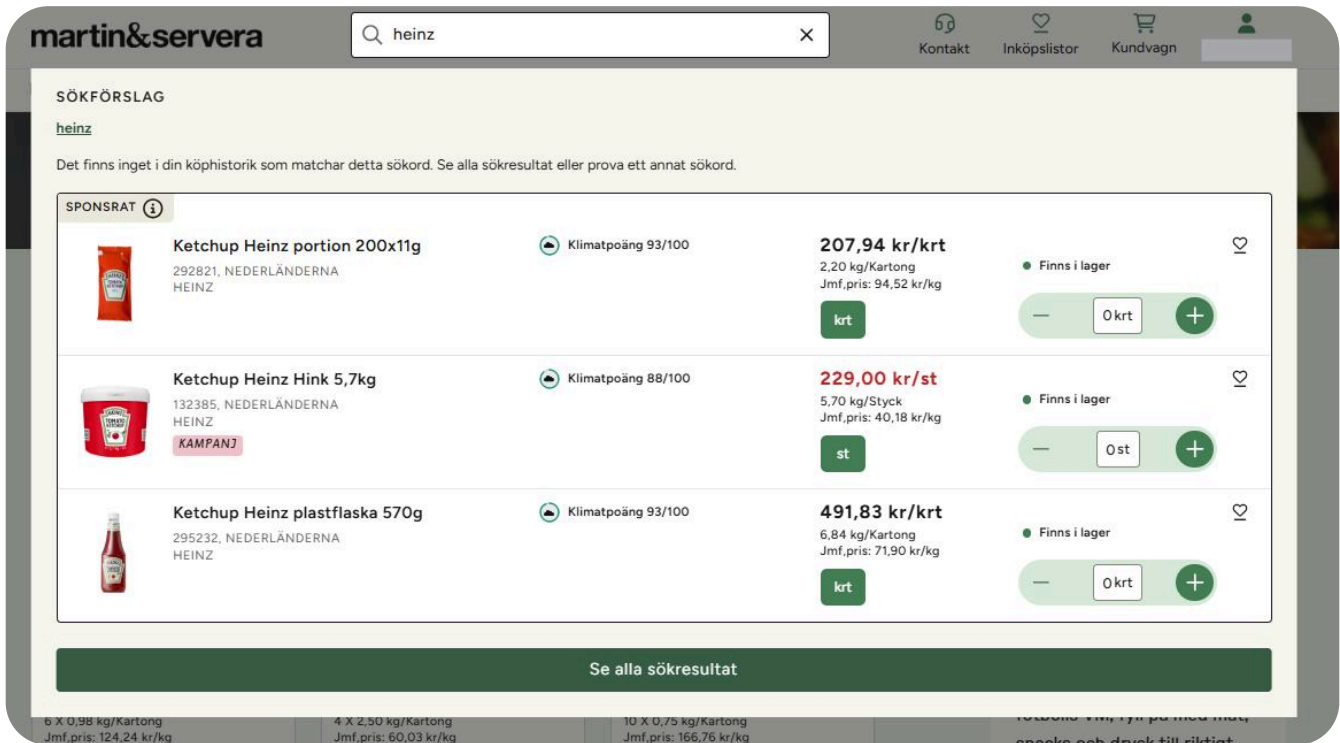 martin&servera
heinz
Kontakt
Inköpslistor
Kundvagn
SÖKFÖRSLAG
heinz
Det finns inget i din köphistorik som matchar detta sökord. Se alla sökresultat eller prova ett annat sökord.
SPONSRAT
Ketchup Heinz portion 200x11g
292821, NEDERLÄNDERNA
HEINZ
Klimatpoäng 93/100
207,94 kr/krt
2,20 kg/Kartong
Jmf,pris: 94,52 kr/kg
krt
Finns i lager
0 krt
Ketchup Heinz Hink 5,7kg
132385, NEDERLÄNDERNA
HEINZ
KAMPANJ
Klimatpoäng 88/100
229,00 kr/st
5,70 kg/Styck
Jmf,pris: 40,18 kr/kg
st
Finns i lager
0 st
Ketchup Heinz plastflaska 570g
295232, NEDERLÄNDERNA
HEINZ
Klimatpoäng 93/100
491,83 kr/krt
6,84 kg/Kartong
Jmf,pris: 71,90 kr/kg
krt
Finns i lager
0 krt
Se alla sökresultat
6 X 0,98 kg/Kartong
Jmf,pris: 124,24 kr/kg
4 X 2,50 kg/Kartong
Jmf,pris: 60,03 kr/kg
10 X 0,75 kg/Kartong
Jmf,pris: 166,76 kr/kg